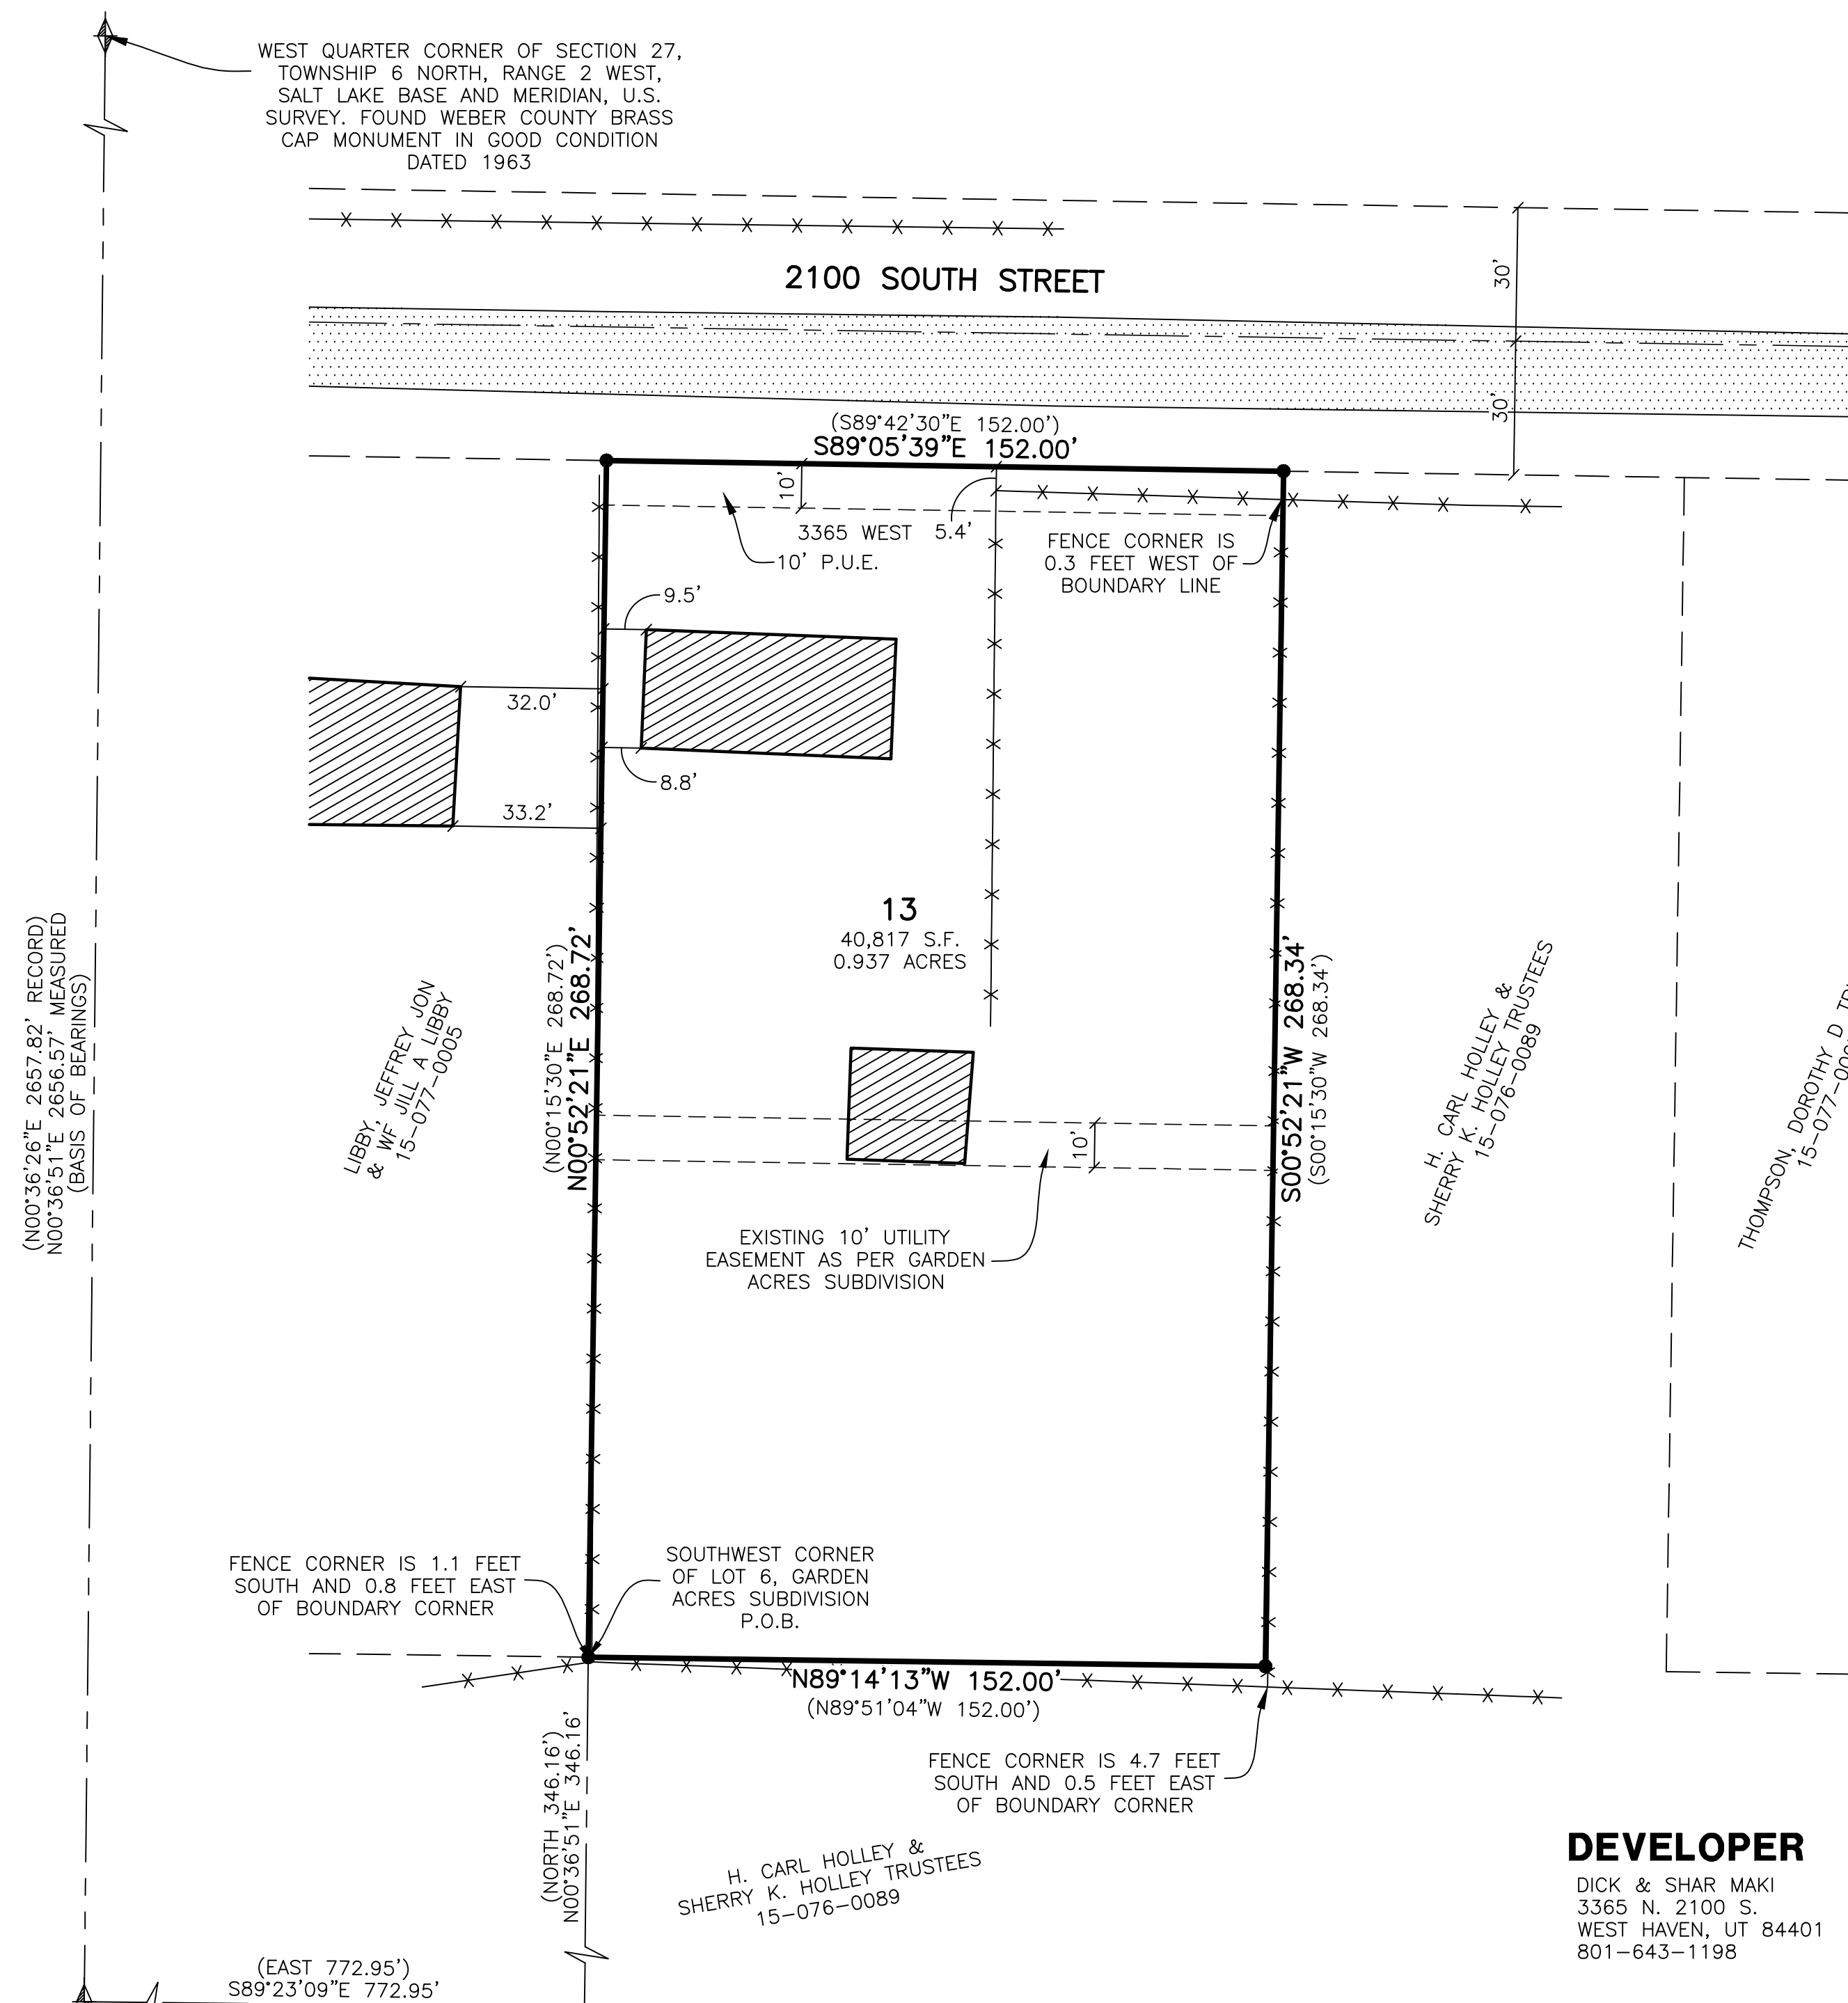 WEST QUARTER CORNER OF SECTION 27,
TOWNSHIP 6 NORTH, RANGE 2 WEST,
SALT LAKE BASE AND MERIDIAN, U.S.
SURVEY. FOUND WEBER COUNTY BRASS
CAP MONUMENT IN GOOD CONDITION
DATED 1963
2100 SOUTH STREET
30'
30'
(S89°42'30"E 152.00')
S89°05'39"E 152.00'
10'
3365 WEST
5.4'
10' P.U.E.
FENCE CORNER IS
0.3 FEET WEST OF
BOUNDARY LINE
9.5'
32.0'
8.8'
33.2'
13
40,817 S.F.
0.937 ACRES
(N00°36'26"E 2657.82' RECORD)
N00°36'51"E 2656.57' MEASURED
(BASIS OF BEARINGS)
LIBBY, JEFFREY JON
& WF JILL A LIBBY
15-077-0005
(N00°15'30"E 268.72')
N00°52'21"E 268.72'
S00°52'21"W 268.34'
(S00°15'30"W 268.34')
H. CARL HOLLEY &
SHERRY K. HOLLEY TRUSTEES
15-076-0089
THOMPSON, DOROTHY D
15-077-
10'
EXISTING 10' UTILITY
EASEMENT AS PER GARDEN
ACRES SUBDIVISION
FENCE CORNER IS 1.1 FEET
SOUTH AND 0.8 FEET EAST
OF BOUNDARY CORNER
SOUTHWEST CORNER
OF LOT 6, GARDEN
ACRES SUBDIVISION
P.O.B.
N89°14'13"W 152.00'
(N89°51'04"W 152.00')
FENCE CORNER IS 4.7 FEET
SOUTH AND 0.5 FEET EAST
OF BOUNDARY CORNER
(NORTH 346.16')
N00°36'51"E 346.16'
H. CARL HOLLEY &
SHERRY K. HOLLEY TRUSTEES
15-076-0089
DEVELOPER
DICK & SHAR MAKI
3365 N. 2100 S.
WEST HAVEN, UT 84401
801-643-1198
(EAST 772.95')
S89°23'09"E 772.95'